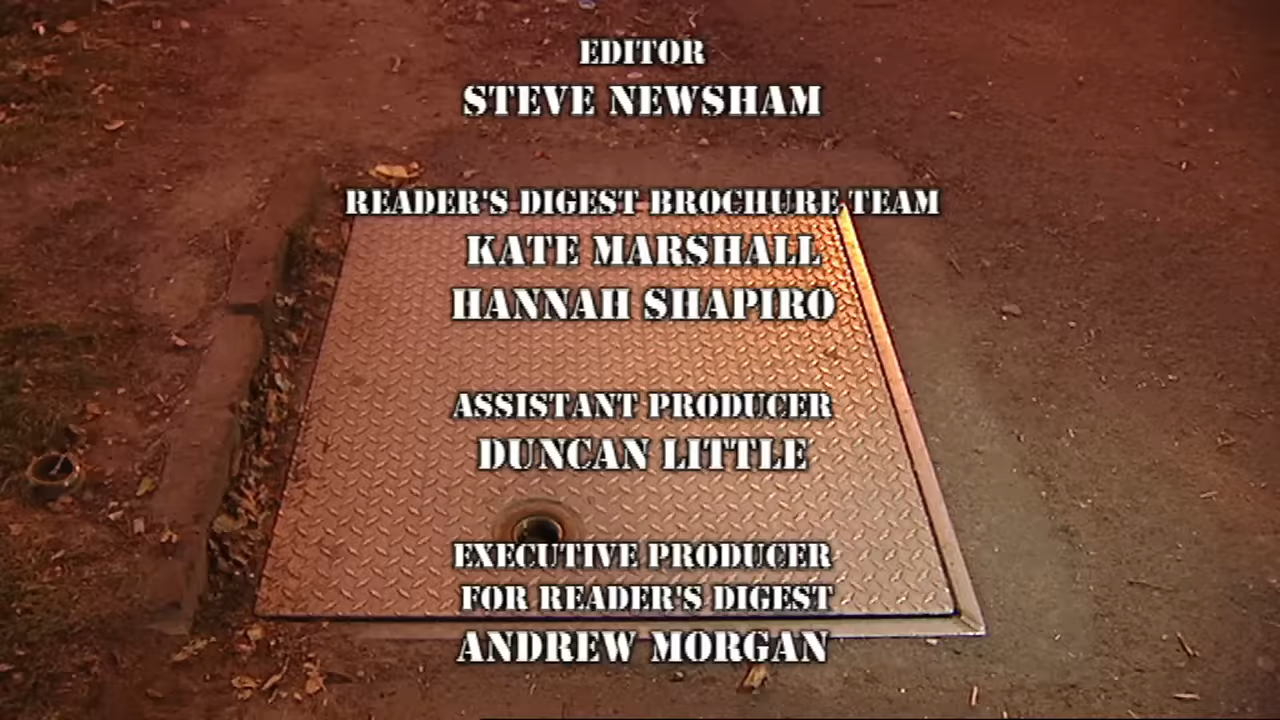 EDITOR
STEVE NEWSHAM
READER'S DIGEST BROCHURE TEAM
KATE MARSHALL
HANNAH SHAPIRO
ASSISTANT PRODUCER
DUNCAN LITTLE
EXECUTIVE PRODUCER
FOR READER'S DIGEST
ANDREW MORGAN